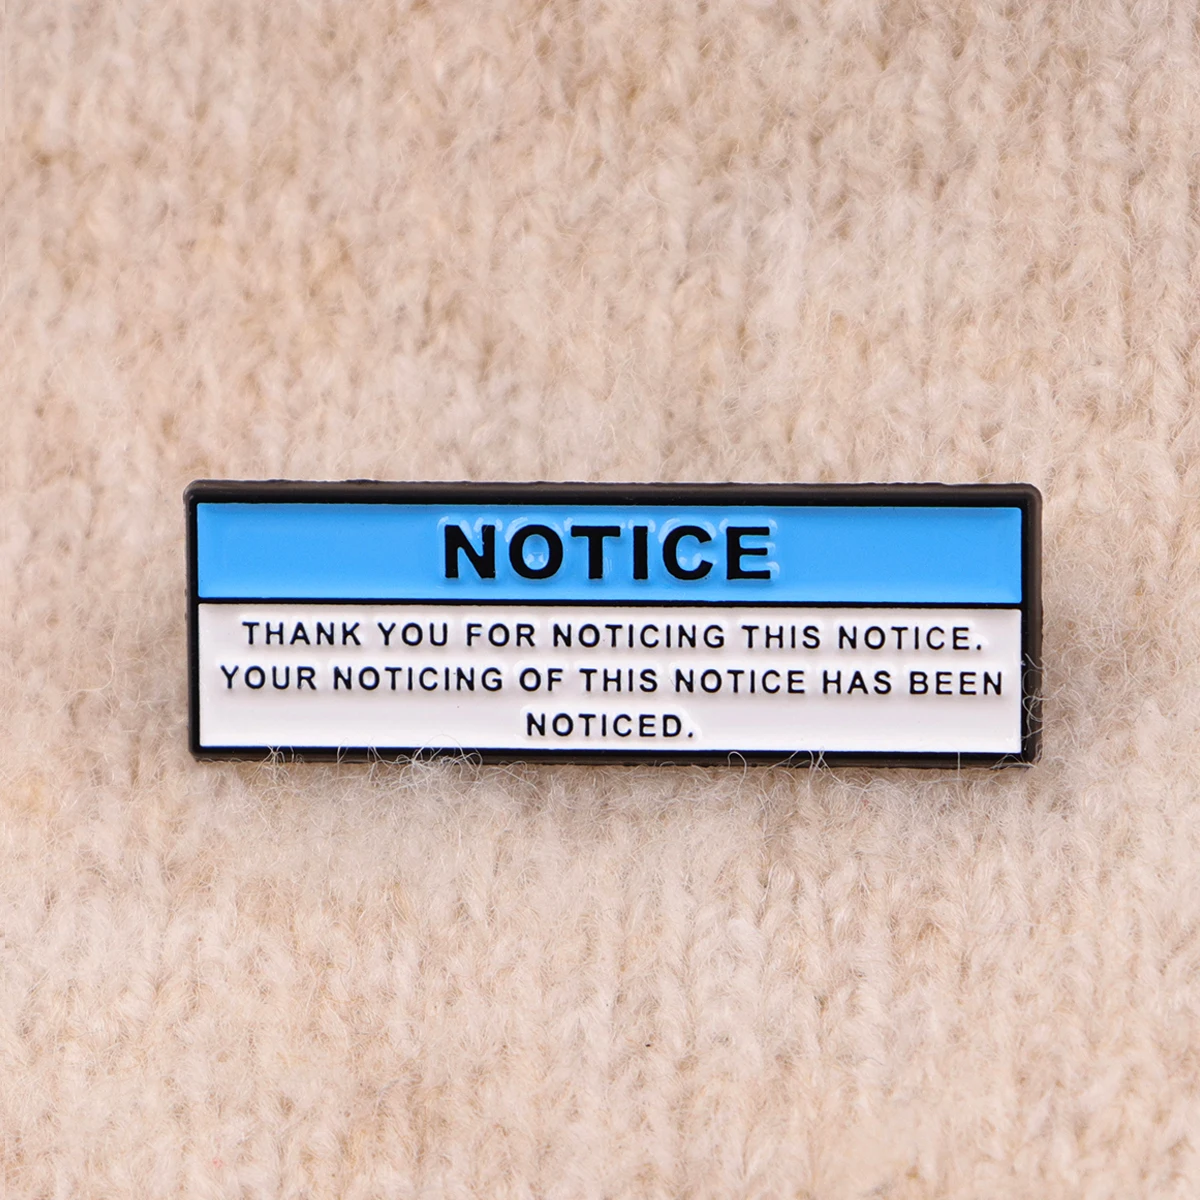 NOTICE
THANK YOU FOR NOTICING THIS NOTICE.
YOUR NOTICING OF THIS NOTICE HAS BEEN
NOTICED.